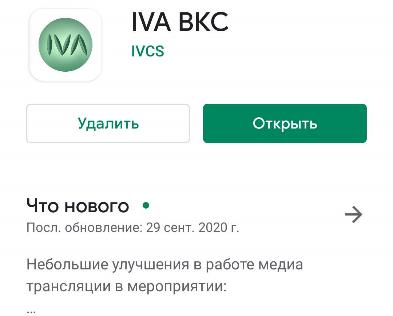 IVA
IVA ВКС
IVCS
Удалить
Открыть
Что нового
Посл. обновление: 29 сент. 2020 г.
Небольшие улучшения в работе медиа
трансляции в мероприятии:
...